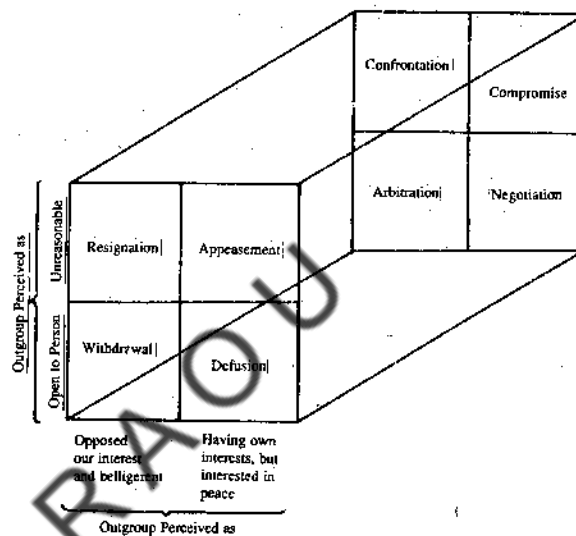 Confrontation
Compromise
Arbitration
Negotiation
Outgroup Perceived as
Unreasonable
Resignation
Appeasement
Open to Person
Withdrawal
Defusion
Opposed
our interest
and belligerent
Having own
interests, but
interested in
peace
Outgroup Perceived as
RAOU